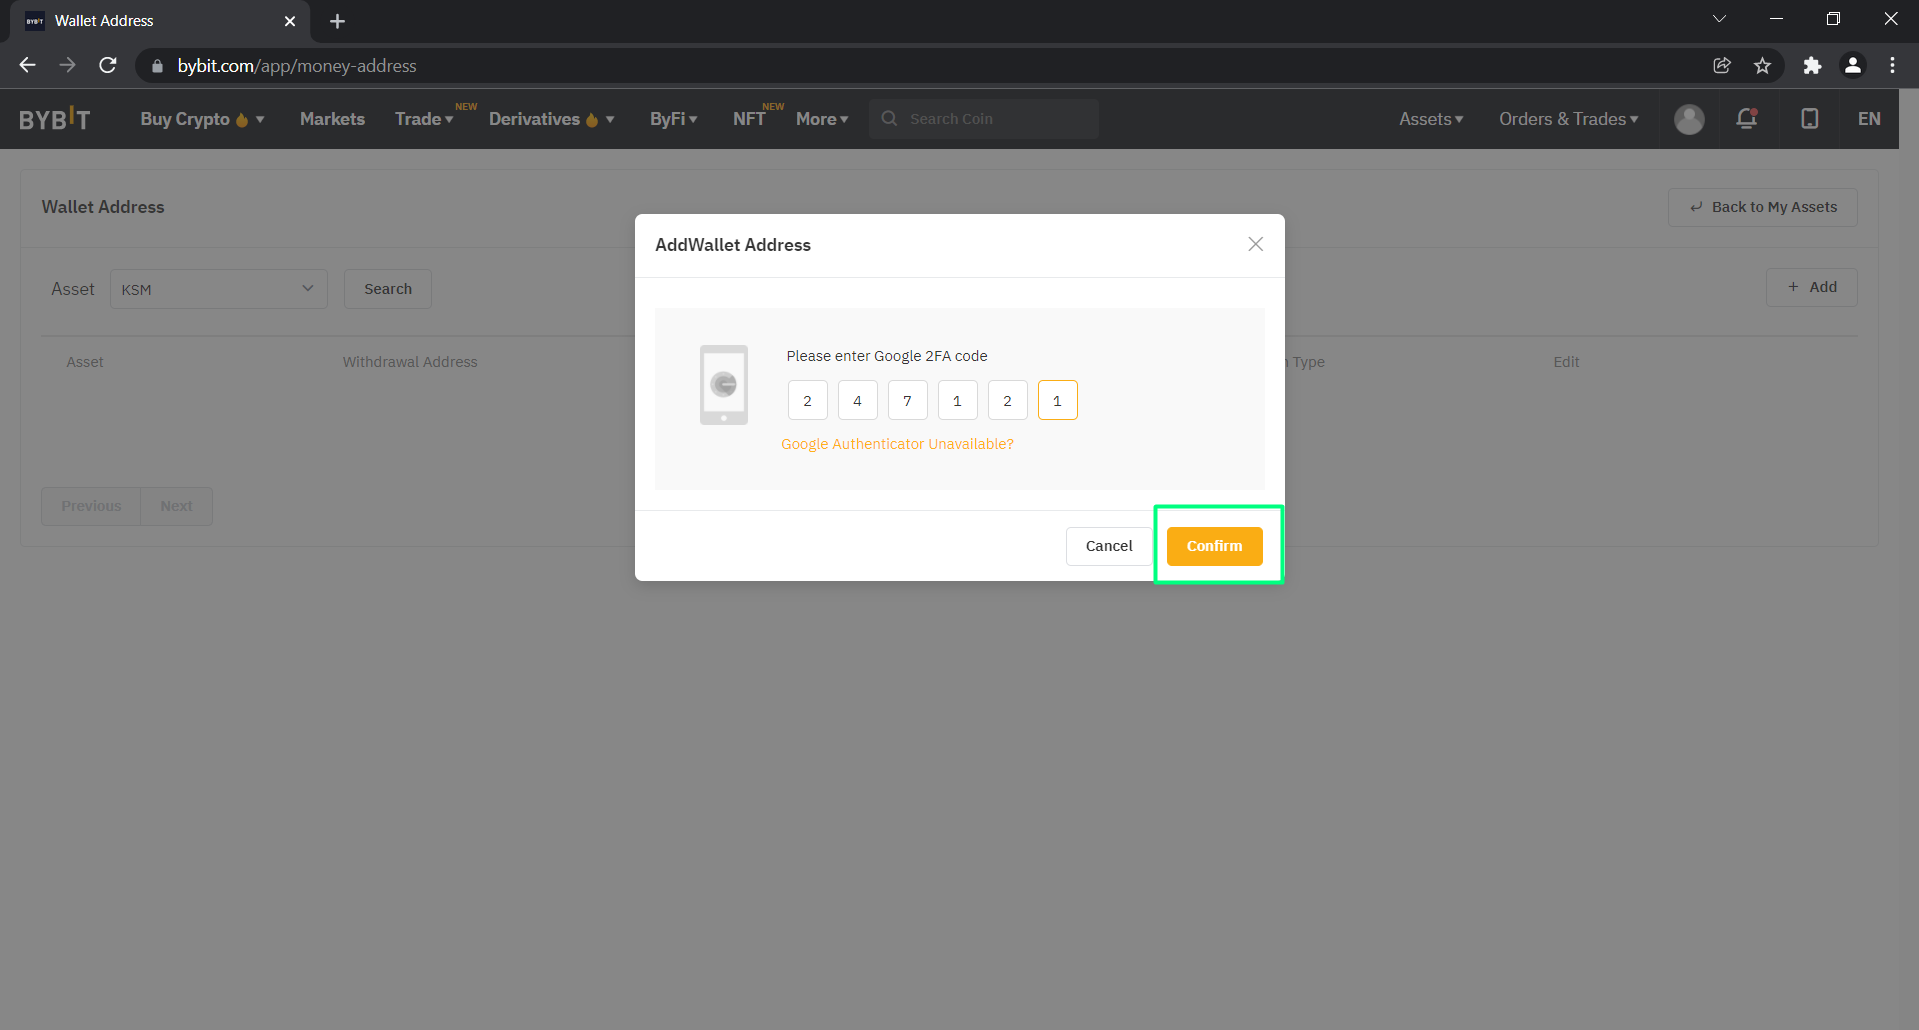 BYBIT Wallet Address
bybit.com/app/money-address
BYBIT Buy Crypto Markets Trade NEW Derivatives ByFi NFT NEW More Search Coin Assets Orders & Trades EN
Wallet Address
Back to My Assets
AddWallet Address
Asset KSM Search
+ Add
Asset Withdrawal Address
Type Edit
Please enter Google 2FA code
2 4 7 1 2 1
Google Authenticator Unavailable?
Previous Next
Cancel Confirm